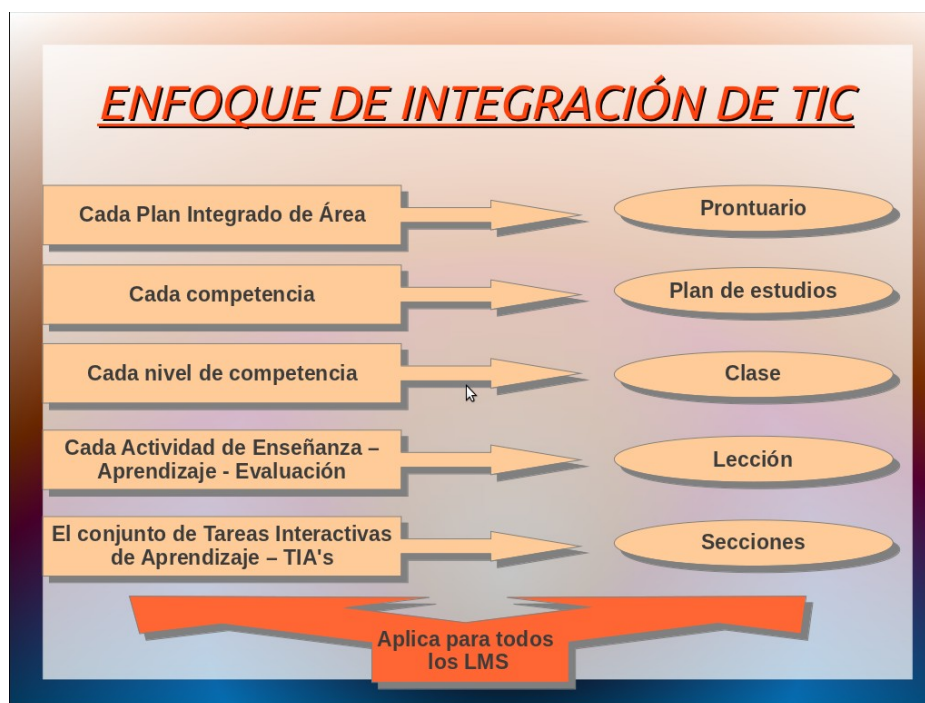 ENFOQUE DE INTEGRACIÓN DE TIC
Cada Plan Integrado de Área
Prontuario
Cada competencia
Plan de estudios
Cada nivel de competencia
Clase
Cada Actividad de Enseñanza –
Aprendizaje - Evaluación
Lección
El conjunto de Tareas Interactivas
de Aprendizaje – TIA's
Secciones
Aplica para todos
los LMS